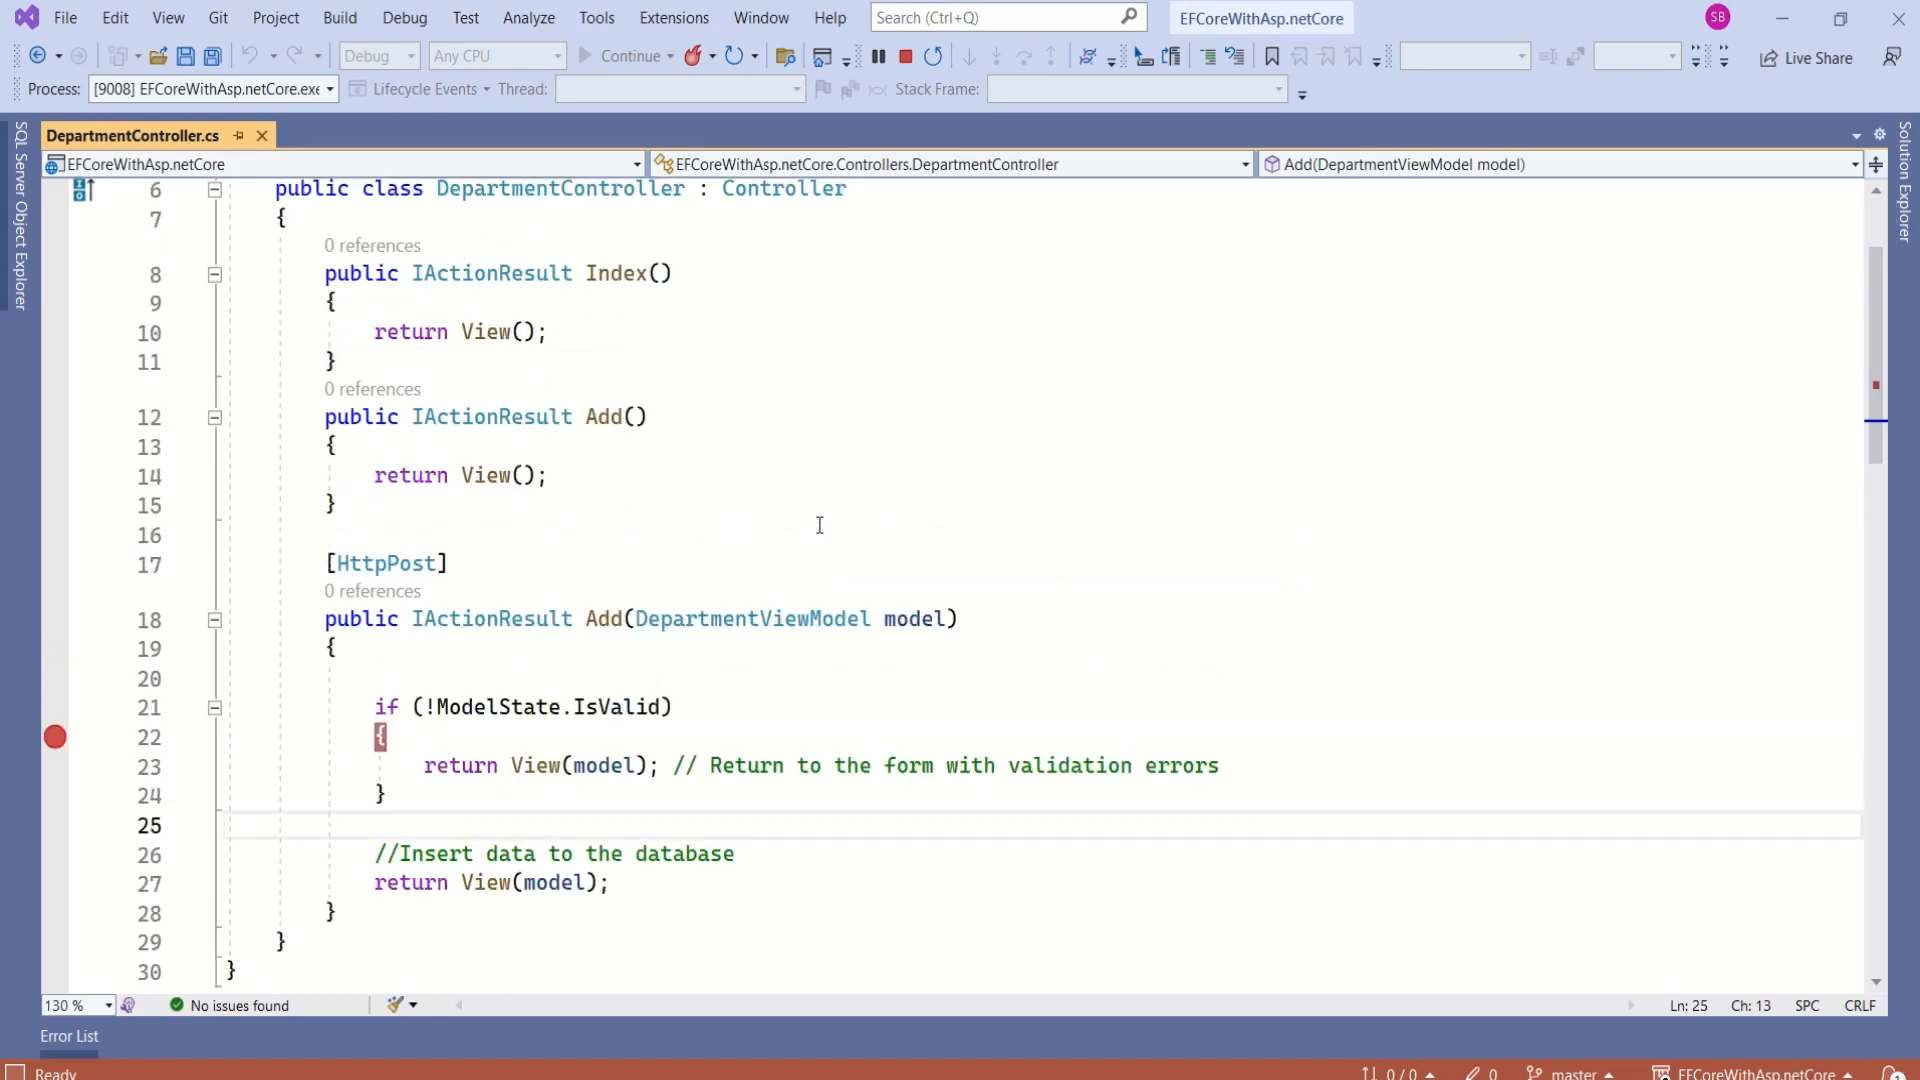 File Edit View Git Project Build Debug Test Analyze Tools Extensions Window Help Search (Ctrl+Q) EFCoreWithAsp.netCore SB
Debug Any CPU Continue Live Share
Process: [9008] EFCoreWithAsp.netCore.exe Lifecycle Events Thread: Stack Frame:
SQL Server Object Explorer
Solution Explorer
DepartmentController.cs
EFCoreWithAsp.netCore EFCoreWithAsp.netCore.Controllers.DepartmentController Add(DepartmentViewModel model)
6 public class DepartmentController : Controller
7 {
0 references
8 public IActionResult Index()
9 {
10 return View();
11 }
0 references
12 public IActionResult Add()
13 {
14 return View();
15 }
16
17 [HttpPost]
0 references
18 public IActionResult Add(DepartmentViewModel model)
19 {
20
21 if (!ModelState.IsValid)
22 {
23 return View(model); // Return to the form with validation errors
24 }
25
26 //Insert data to the database
27 return View(model);
28 }
29 }
30 }
130 % No issues found Ln: 25 Ch: 13 SPC CRLF
Error List
Ready 0 / 0 0 master EFCoreWithAsp.netCore 1